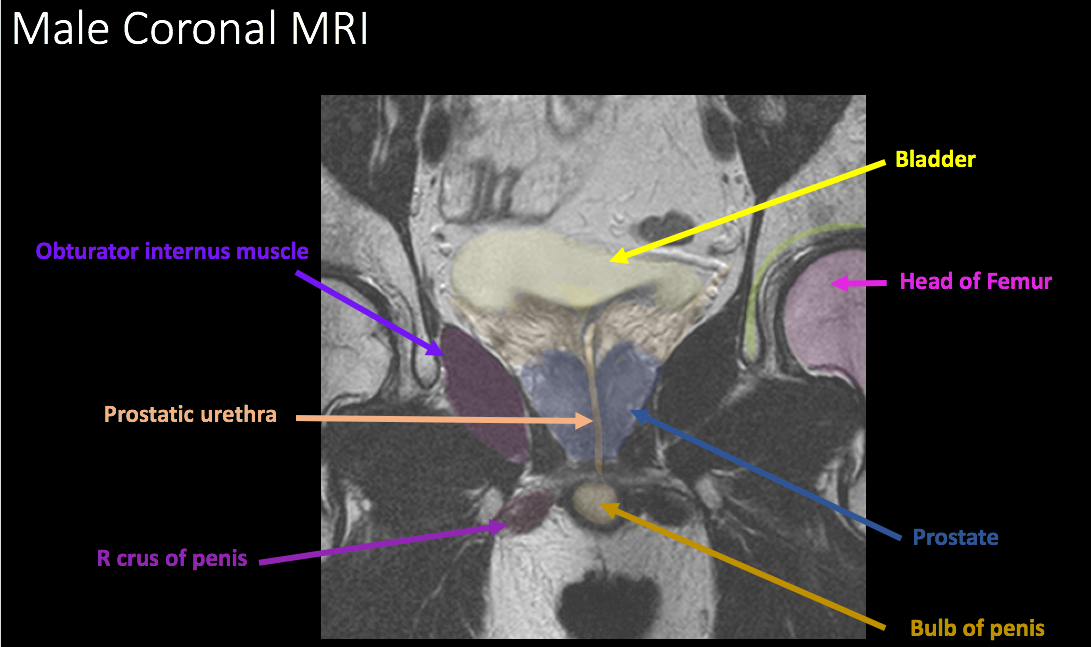 Male Coronal MRI
Bladder
Obturator internus muscle
Head of Femur
Prostatic urethra
Prostate
R crus of penis
Bulb of penis